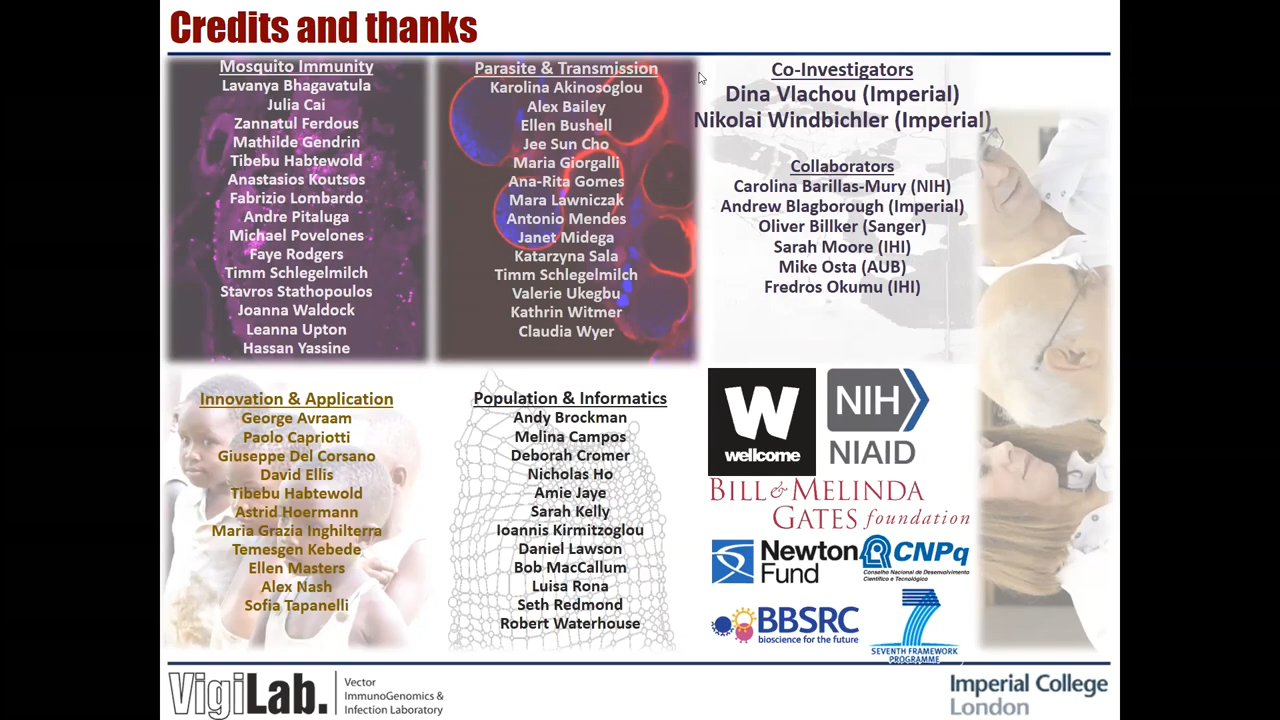 Credits and thanks
Mosquito Immunity
Lavanya Bhagavatula
Julia Cai
Zannatul Ferdous
Mathilde Gendrin
Tibebu Habtewold
Anastasios Koutsos
Fabrizio Lombardo
Andre Pitaluga
Michael Povelones
Faye Rodgers
Timm Schlegelmilch
Stavros Stathopoulos
Joanna Waldock
Leanna Upton
Hassan Yassine
Parasite & Transmission
Karolina Akinosoglou
Alex Bailey
Ellen Bushell
Jee Sun Cho
Maria Giorgalli
Ana-Rita Gomes
Mara Lawniczak
Antonio Mendes
Janet Midega
Katarzyna Sala
Timm Schlegelmilch
Valerie Ukegbu
Kathrin Witmer
Claudia Wyer
Co-Investigators
Dina Vlachou (Imperial)
Nikolai Windbichler (Imperial)
Collaborators
Carolina Barillas-Mury (NIH)
Andrew Blagborough (Imperial)
Oliver Billker (Sanger)
Sarah Moore (IHI)
Mike Osta (AUB)
Fredros Okumu (IHI)
Innovation & Application
George Avraam
Paolo Capriotti
Giuseppe Del Corsano
David Ellis
Tibebu Habtewold
Astrid Hoermann
Maria Grazia Inghilterra
Temesgen Kebede
Ellen Masters
Alex Nash
Sofia Tapanelli
Population & Informatics
Andy Brockman
Melina Campos
Deborah Cromer
Nicholas Ho
Amie Jaye
Sarah Kelly
Ioannis Kirmitzoglou
Daniel Lawson
Bob MacCallum
Luisa Rona
Seth Redmond
Robert Waterhouse
W
wellcome
NIH
NIAID
BILL & MELINDA
GATES foundation
Newton
Fund
CNPq
Conselho Nacional de Desenvolvimento
Científico e Tecnológico
BBSRC
bioscience for the future
7
SEVENTH FRAMEWORK
PROGRAMME
VigiLab.
Vector
ImmunoGenomics &
Infection Laboratory
Imperial College
London